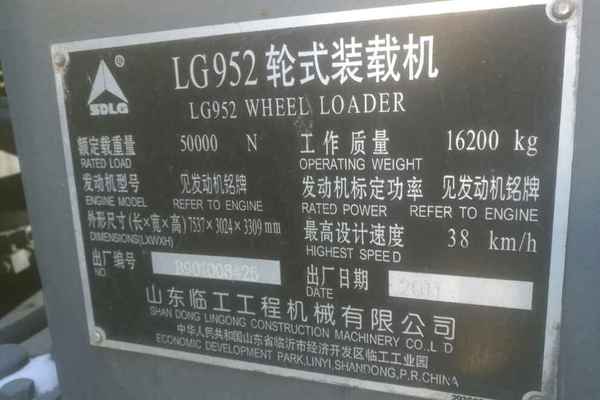 SDLG ®
LG952 轮式装载机
LG952 WHEEL LOADER
额定载重量 50000 N 工作质量 16200 kg
RATED LOAD OPERATING WEIGHT
发动机型号 见发动机铭牌 发动机标定功率 见发动机铭牌
ENGINE MODEL REFER TO ENGINE RATED POWER REFER TO ENGINE
外形尺寸(长×宽×高) 7537×3024×3309 mm 最高设计速度 38 km/h
DIMENSIONS(LXWXH) HIGHEST SPEED
出厂编号 出厂日期
NO. DATE
山东临工工程机械有限公司
SHAN DONG LINGONG CONSTRUCTION MACHINERY CO.,L D
中华人民共和国山东省临沂市经济开发区临工工业园
ECONOMIC DEVELOPMENT PARK,LINYI,SHANDONG,P.R.CHINA